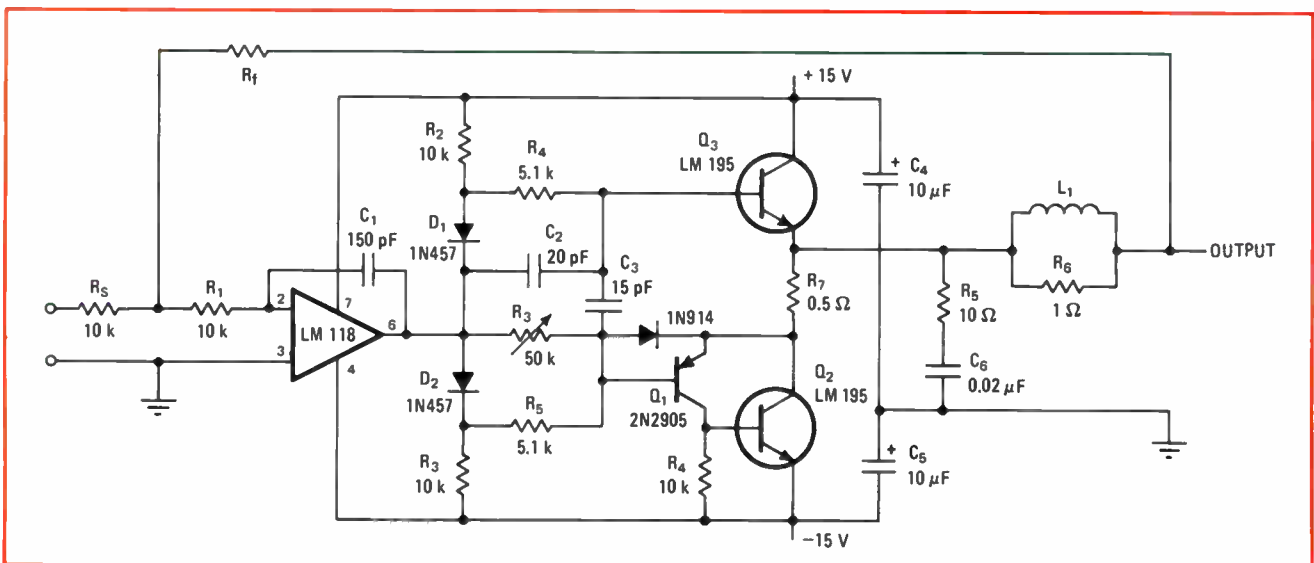 Rf
+ 15 V
R2
10 k
R4
5.1 k
Q3
LM 195
C4
+
10 μF
L1
C1
150 pF
D1
1N457
C2
20 pF
C3
15 pF
R7
0.5 Ω
R6
1 Ω
OUTPUT
RS
10 k
R1
10 k
2
3
7
4
6
LM 118
R3
50 k
1N914
R5
10 Ω
C6
0.02 μF
D2
1N457
R5
5.1 k
Q1
2N2905
Q2
LM 195
R3
10 k
R4
10 k
C5
+
10 μF
−15 V